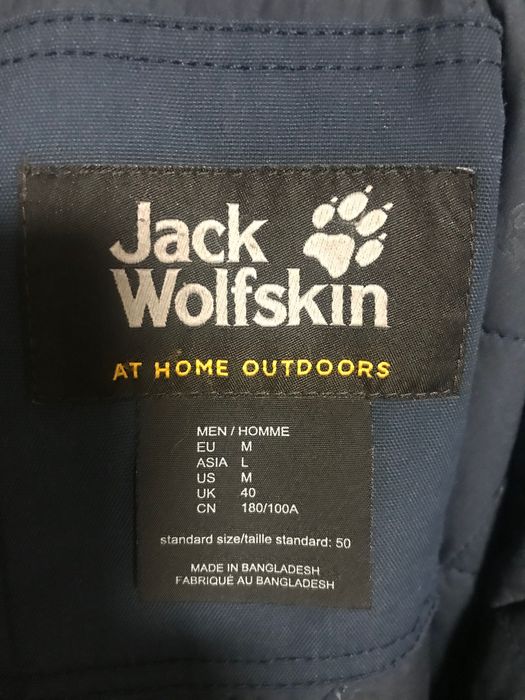 Jack
Wolfskin
AT HOME OUTDOORS
MEN / HOMME
EU M
ASIA L
US M
UK 40
CN 180/100A
standard size/taille standard: 50
MADE IN BANGLADESH
FABRIQUÉ AU BANGLADESH